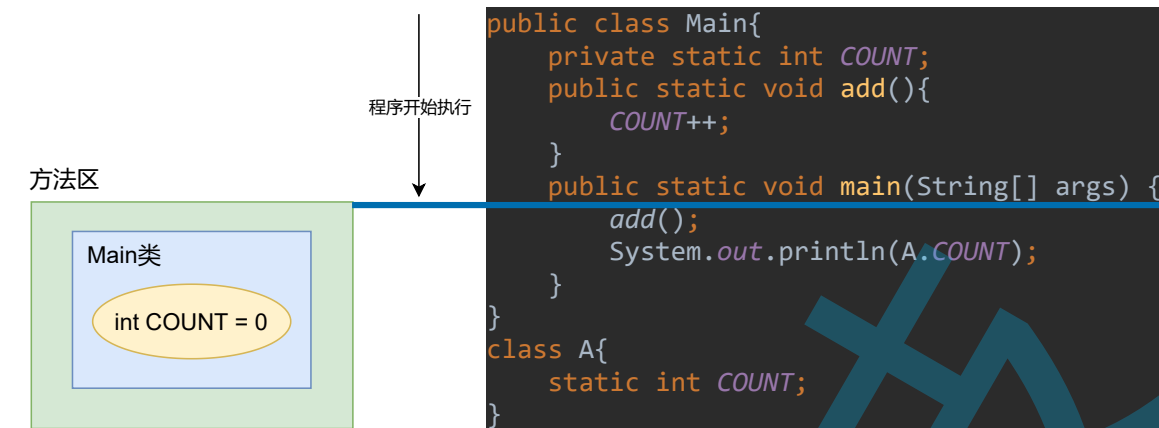 程序开始执行
方法区
Main类
int COUNT = 0
public class Main{
    private static int COUNT;
    public static void add(){
        COUNT++;
    }
    public static void main(String[] args) {
        add();
        System.out.println(A.COUNT);
    }
}
class A{
    static int COUNT;
}